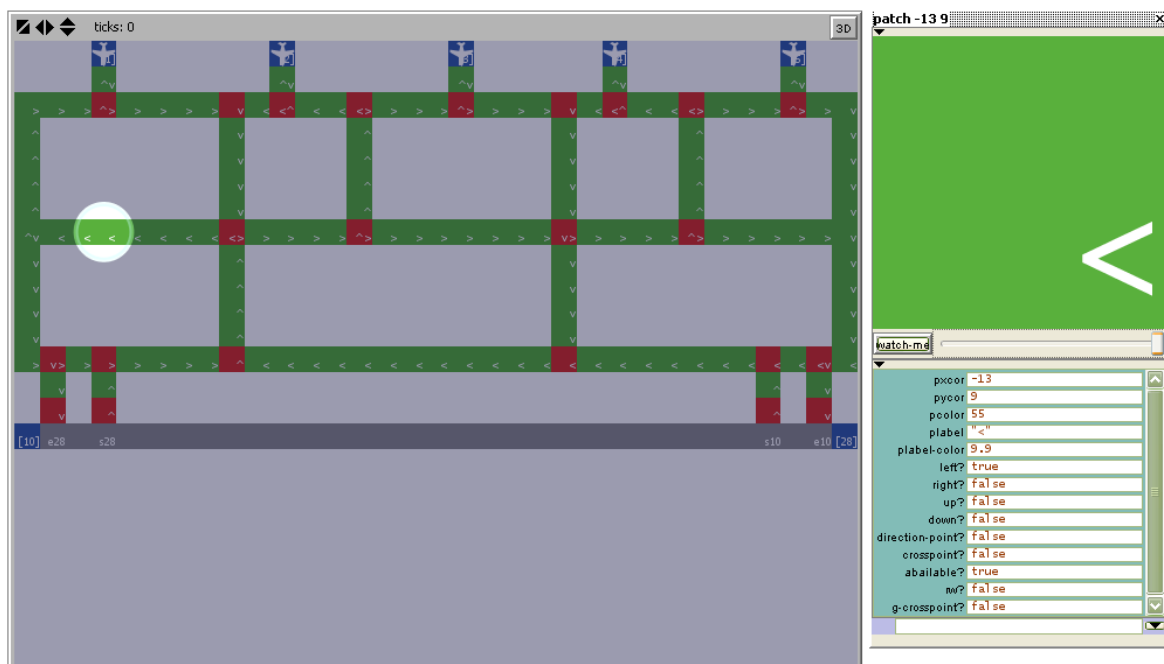 ticks: 0
3D
1] 2] 3] 4] 5]
^v ^v ^v ^v ^v
> > > ^> > > > > v < <^ < < <> > > > ^> > > > v < <^ < < <> > > > ^> > v
^ v ^ v ^ v
^ v ^ v ^ v
^ v ^ v ^ v
^ v ^ v ^ v
^v < < < < < < < <> > > > > ^> > > > > > > > v> > > > > ^> > > > > > v
v ^ v v
v ^ v v
v ^ v v
v ^ v v
> v> > > > > > > ^ < < < < < < < < < < < < < < < < < < < < < < <v <
v ^ ^ v
v ^ ^ v
[10] e28 s28 s10 e10 [28]
patch -13 9
<
watch-me
pxcor -13
pycor 9
pcolor 55
plabel "<"
plabel-color 9.9
left? true
right? false
up? false
down? false
direction-point? false
crosspoint? false
abailable? true
rw? false
g-crosspoint? false